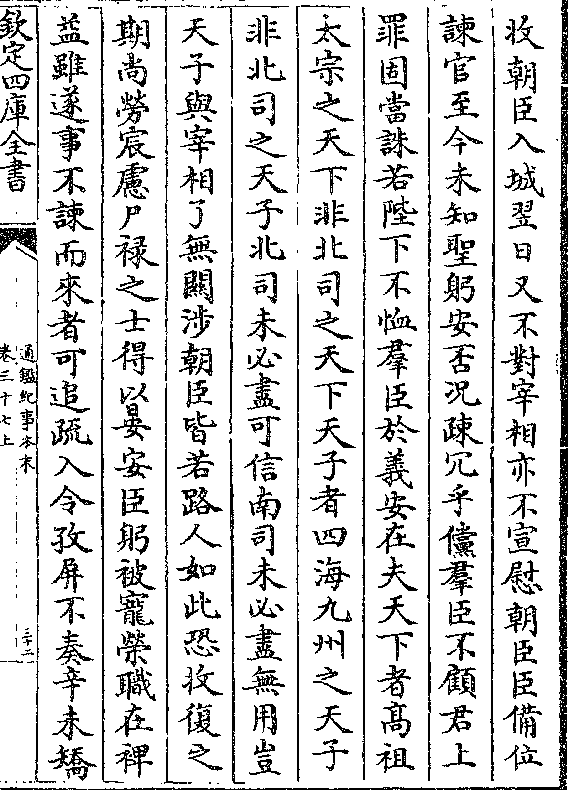 收朝臣入城翌日又不對宰相亦不宣慰朝臣臣備位
諫官至今未知聖躬安否況疎冗乎儻羣臣不顧君上
罪固當誅若陛下不恤羣臣於義安在夫天下者髙祖
太宗之天下非北司之天下天子者四海九州之天子
非北司之天子北司未必盡可信南司未必盡無用豈
天子與宰相了無關涉朝臣皆若路人如此恐收復之
期尚勞宸慮尸祿之士得以晏安臣躬被寵榮職在裨
益雖遂事不諫而來者可追疏入令孜屏不奏辛未矯
欽定四庫全書
通鑑紀事本末
卷三十七上
三十二